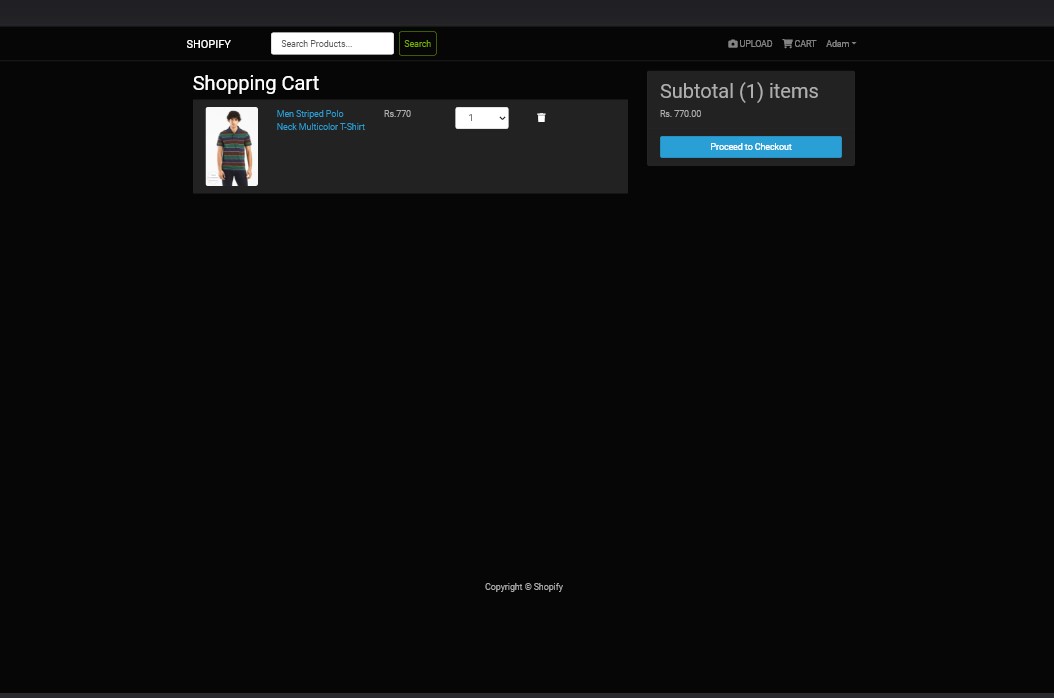 SHOPIFY
Search Products...
Search
UPLOAD
CART
Adam
Shopping Cart
Men Striped Polo
Neck Multicolor T-Shirt
Rs.770
1
Subtotal (1) items
Rs. 770.00
Proceed to Checkout
Copyright © Shopify